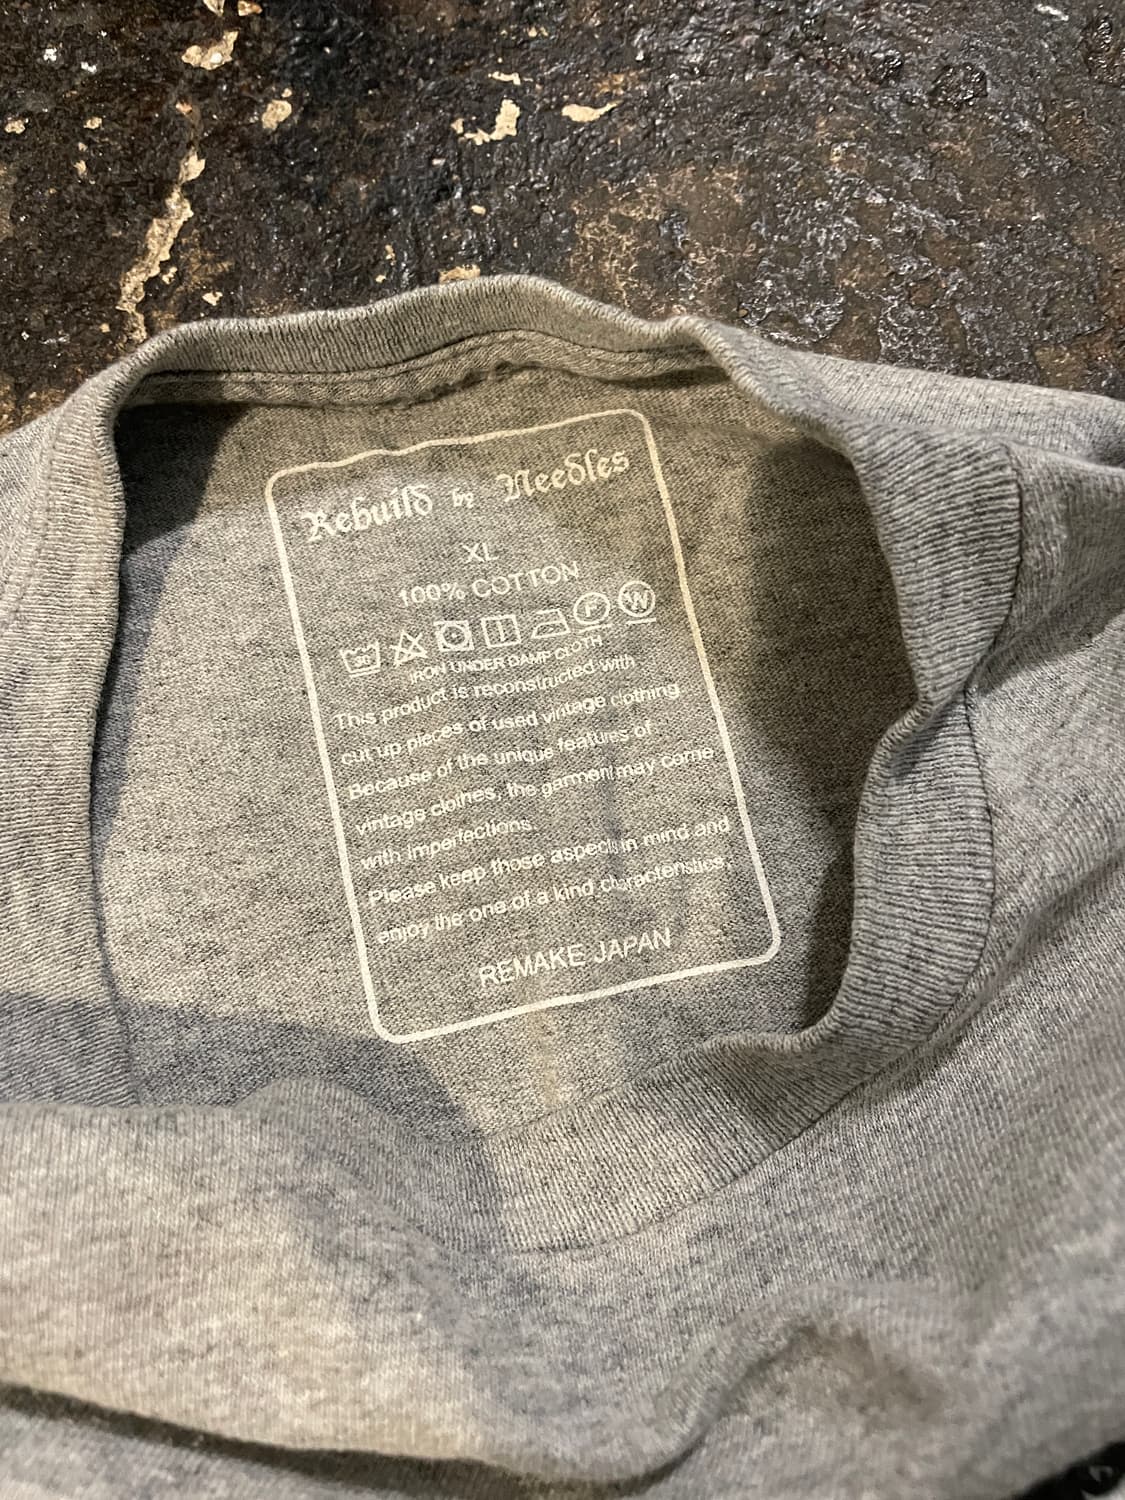 Rebuild by Needles
XL
100% COTTON
30 F W
IRON UNDER DAMP CLOTH
This product is reconstructed with
cut up pieces of used vintage clothing.
Because of the unique features of
vintage clothes, the garment may come
with imperfections.
Please keep those aspects in mind and
enjoy the one of a kind characteristics.
REMAKE JAPAN